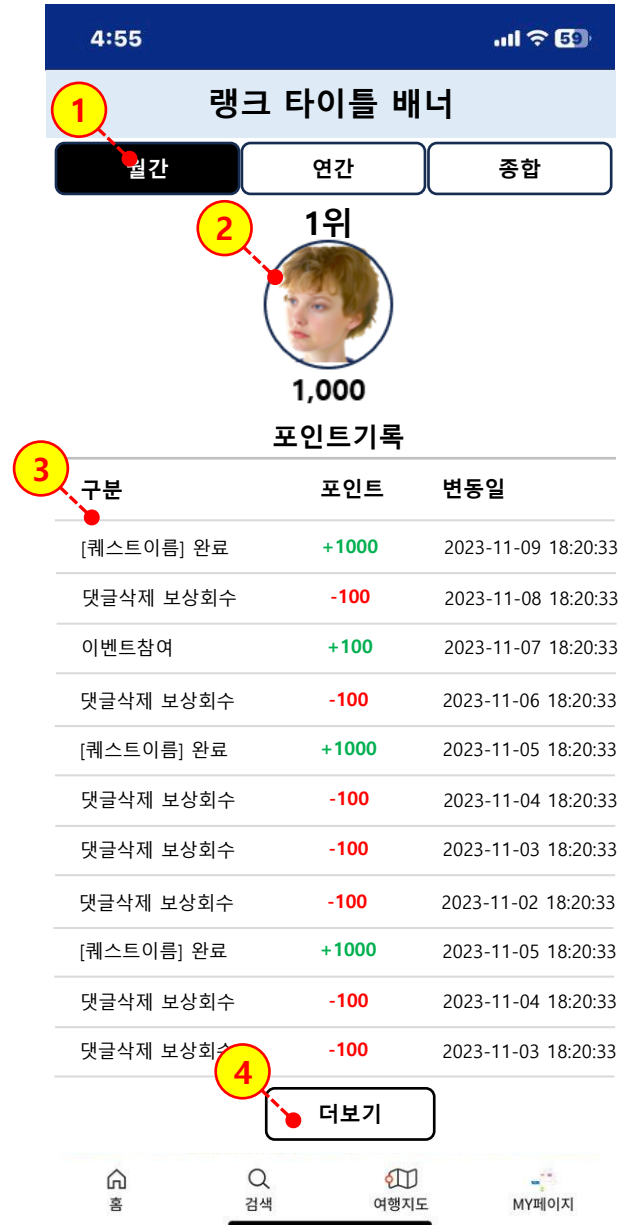 4:55
59
랭크 타이틀 배너
1
월간 연간 종합
1위
2
1,000
포인트기록
3
구분 포인트 변동일
[퀘스트이름] 완료 +1000 2023-11-09 18:20:33
댓글삭제 보상회수 -100 2023-11-08 18:20:33
이벤트참여 +100 2023-11-07 18:20:33
댓글삭제 보상회수 -100 2023-11-06 18:20:33
[퀘스트이름] 완료 +1000 2023-11-05 18:20:33
댓글삭제 보상회수 -100 2023-11-04 18:20:33
댓글삭제 보상회수 -100 2023-11-03 18:20:33
댓글삭제 보상회수 -100 2023-11-02 18:20:33
[퀘스트이름] 완료 +1000 2023-11-05 18:20:33
댓글삭제 보상회수 -100 2023-11-04 18:20:33
댓글삭제 보상회수 -100 2023-11-03 18:20:33
4
더보기
홈 검색 여행지도 MY페이지